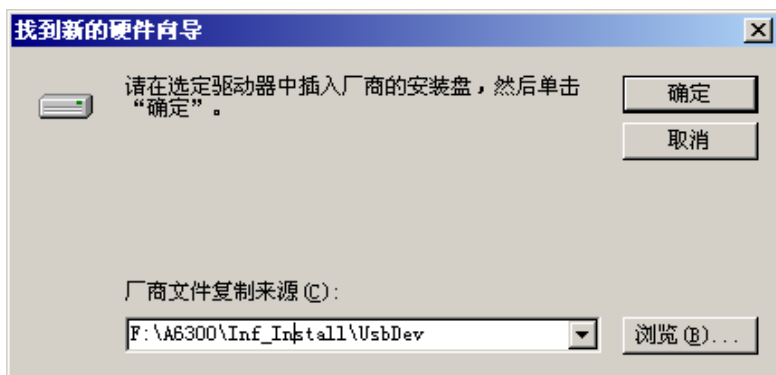 找到新的硬件向导
请在选定驱动器中插入厂商的安装盘，然后单击
“确定”。
确定
取消
厂商文件复制来源(C):
F:\A6300\Inf_Install\UsbDev
浏览(B)...